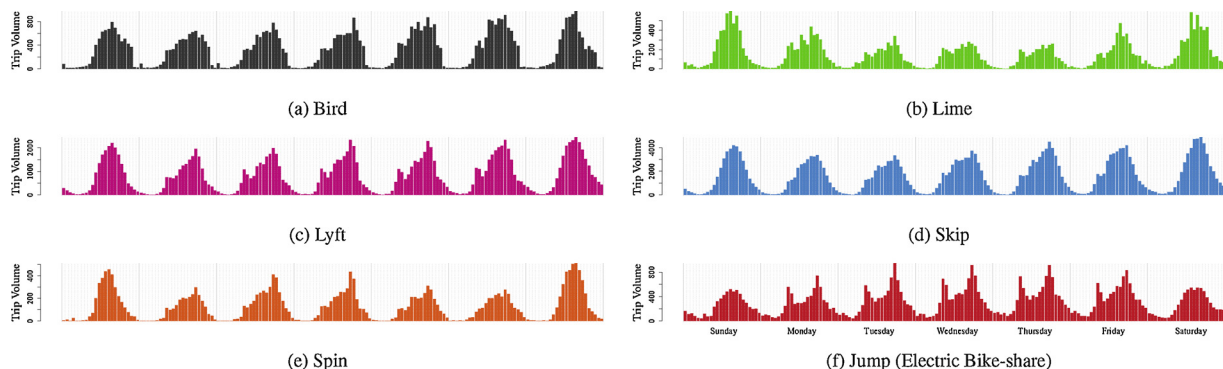 Trip Volume
800
400
0
(a) Bird
Trip Volume
400
200
0
(b) Lime
Trip Volume
2000
1000
0
(c) Lyft
Trip Volume
4000
2000
0
(d) Skip
Trip Volume
400
200
0
(e) Spin
Trip Volume
800
400
0
Sunday Monday Tuesday Wednesday Thursday Friday Saturday
(f) Jump (Electric Bike-share)